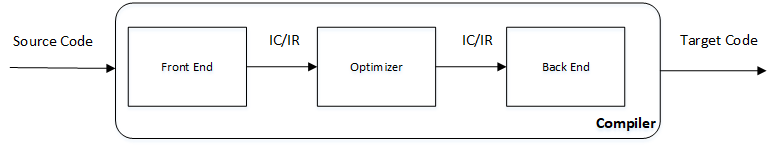 Source Code
IC/IR
IC/IR
Target Code
Front End
Optimizer
Back End
Compiler